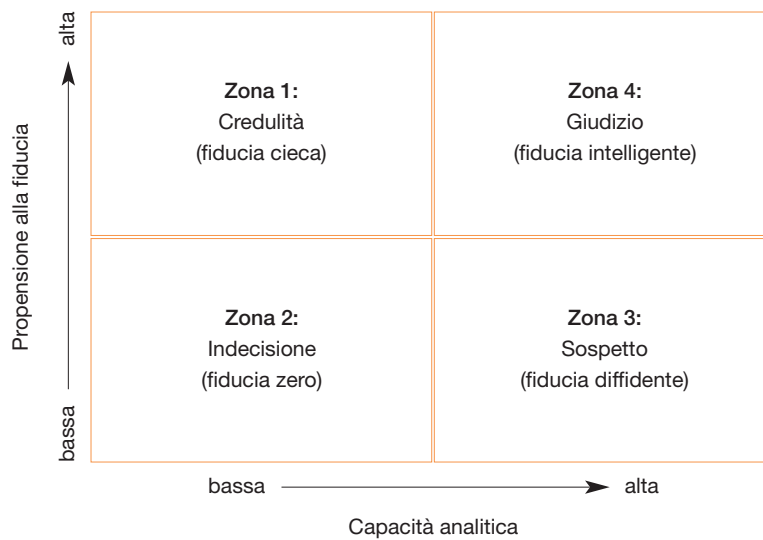 alta
Propensione alla fiducia
bassa
Zona 1:
Credulità
(fiducia cieca)
Zona 4:
Giudizio
(fiducia intelligente)
Zona 2:
Indecisione
(fiducia zero)
Zona 3:
Sospetto
(fiducia diffidente)
bassa
alta
Capacità analitica